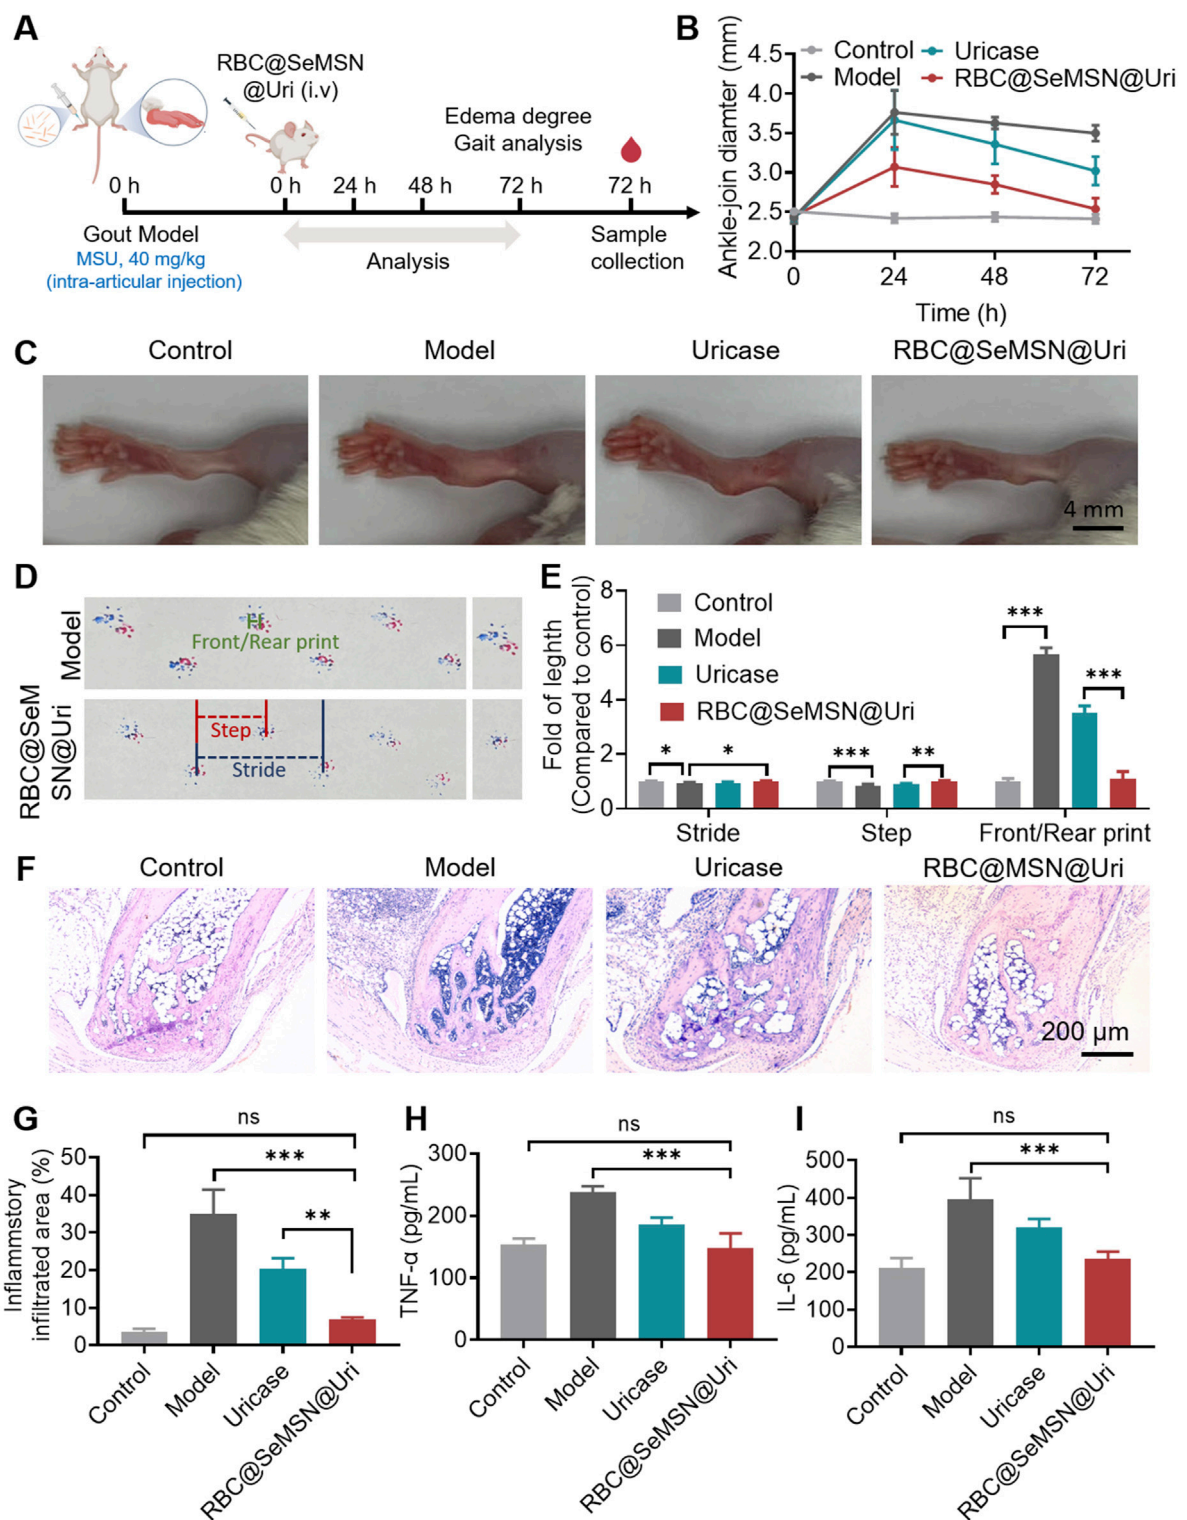 A
RBC@SeMSN
@Uri (i.v)
Edema degree
Gait analysis
0 h
0 h
24 h
48 h
72 h
72 h
Gout Model
MSU, 40 mg/kg
(intra-articular injection)
Analysis
Sample
collection
B
Ankle-join diamter (mm)
4.5
4.0
3.5
3.0
2.5
2.0
Control
Model
Uricase
RBC@SeMSN@Uri
0
24
48
72
Time (h)
C
Control
Model
Uricase
RBC@SeMSN@Uri
4 mm
D
Model
Front/Rear print
RBC@SeM
SN@Uri
Step
Stride
E
Fold of leghth
(Compared to control)
8
6
4
2
0
Control
Model
Uricase
RBC@SeMSN@Uri
*
*
***
**
***
***
Stride
Step
Front/Rear print
F
Control
Model
Uricase
RBC@MSN@Uri
200 μm
G
ns
***
**
Inflammstory
infiltrated area (%)
50
40
30
20
10
0
Control
Model
Uricase
RBC@SeMSN@Uri
H
ns
***
TNF-α (pg/mL)
300
200
100
0
Control
Model
Uricase
RBC@SeMSN@Uri
I
ns
***
IL-6 (pg/mL)
500
400
300
200
100
0
Control
Model
Uricase
RBC@SeMSN@Uri